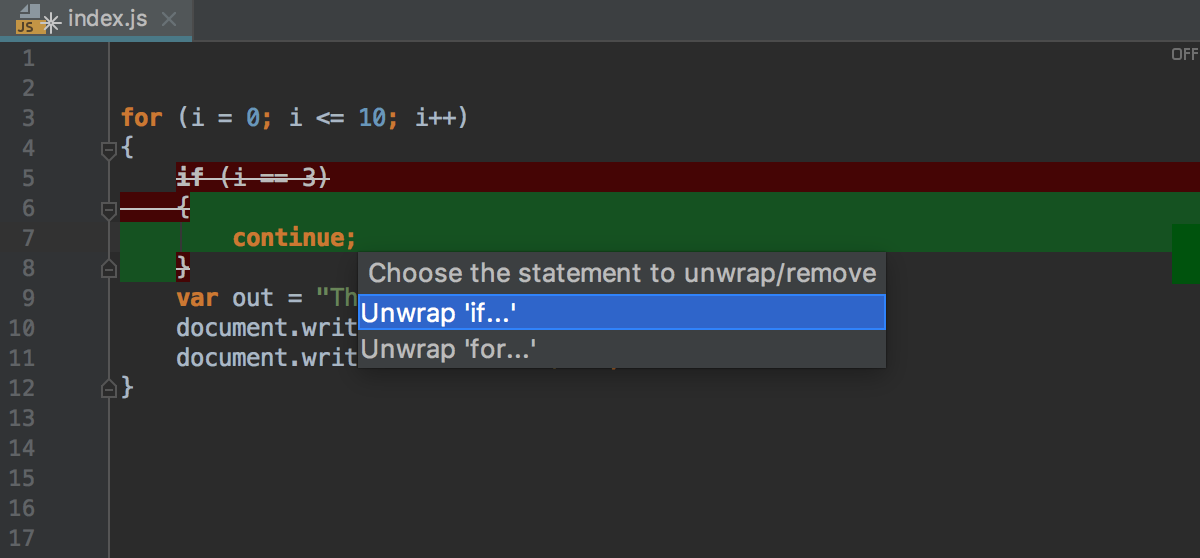 JS index.js
OFF
1
2
3 for (i = 0; i <= 10; i++)
4 {
5 if (i == 3)
6 {
7 continue;
8 }
Choose the statement to unwrap/remove
9 var out = "Th
Unwrap 'if...'
10 document.writ
Unwrap 'for...'
11 document.writ
12 }
13
14
15
16
17